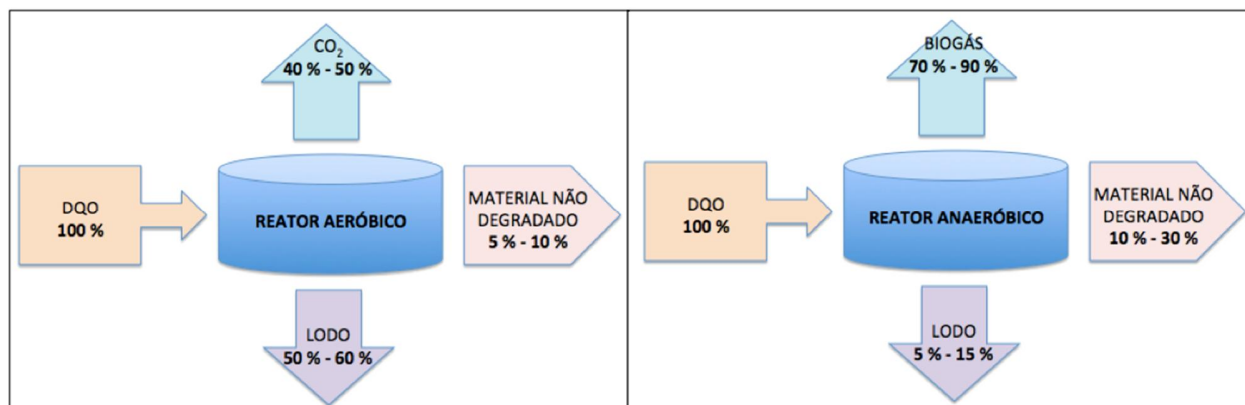 CO₂
40 % - 50 %
DQO
100 %
REATOR AERÓBICO
MATERIAL NÃO
DEGRADADO
5 % - 10 %
LODO
50 % - 60 %
BIOGÁS
70 % - 90 %
DQO
100 %
REATOR ANAERÓBICO
MATERIAL NÃO
DEGRADADO
10 % - 30 %
LODO
5 % - 15 %